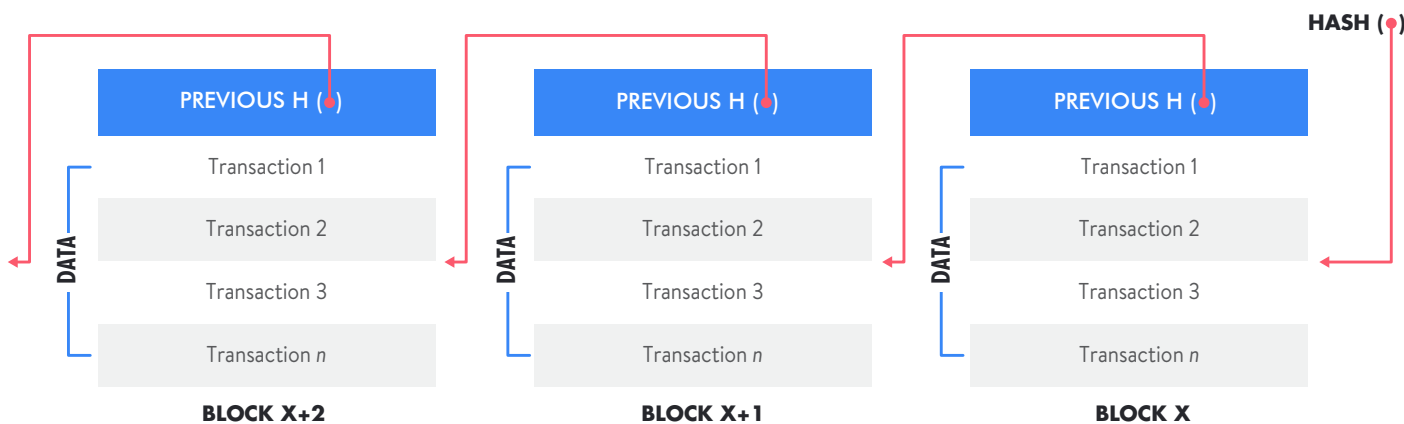 HASH ( )
PREVIOUS H ( )
PREVIOUS H ( )
PREVIOUS H ( )
DATA
Transaction 1
Transaction 2
Transaction 3
Transaction n
BLOCK X+2
DATA
Transaction 1
Transaction 2
Transaction 3
Transaction n
BLOCK X+1
DATA
Transaction 1
Transaction 2
Transaction 3
Transaction n
BLOCK X